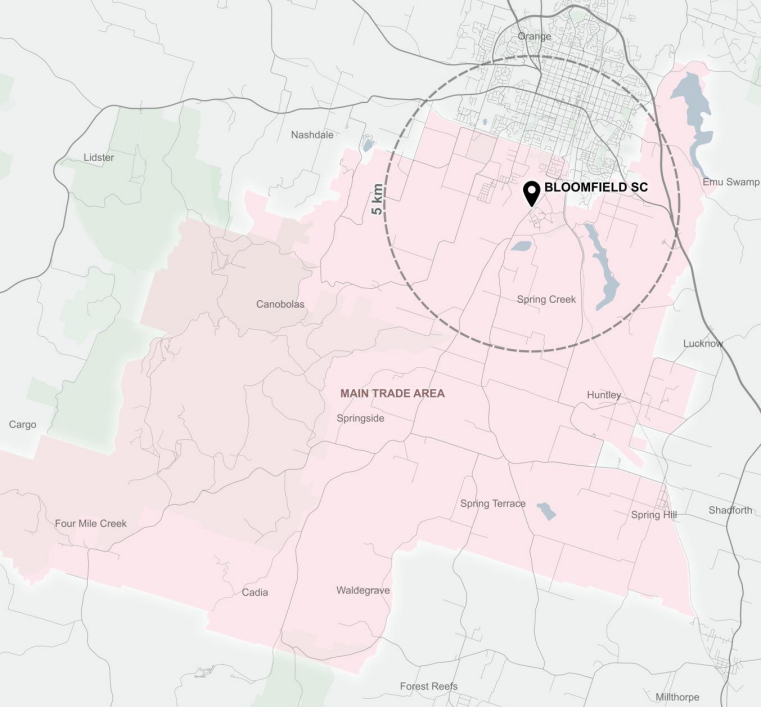 Orange
Nashdale
Lidster
Emu Swamp
BLOOMFIELD SC
5 km
Canobolas
Spring Creek
Lucknow
MAIN TRADE AREA
Huntley
Springside
Cargo
Spring Terrace
Shadforth
Spring Hill
Four Mile Creek
Cadia
Waldegrave
Forest Reefs
Millthorpe